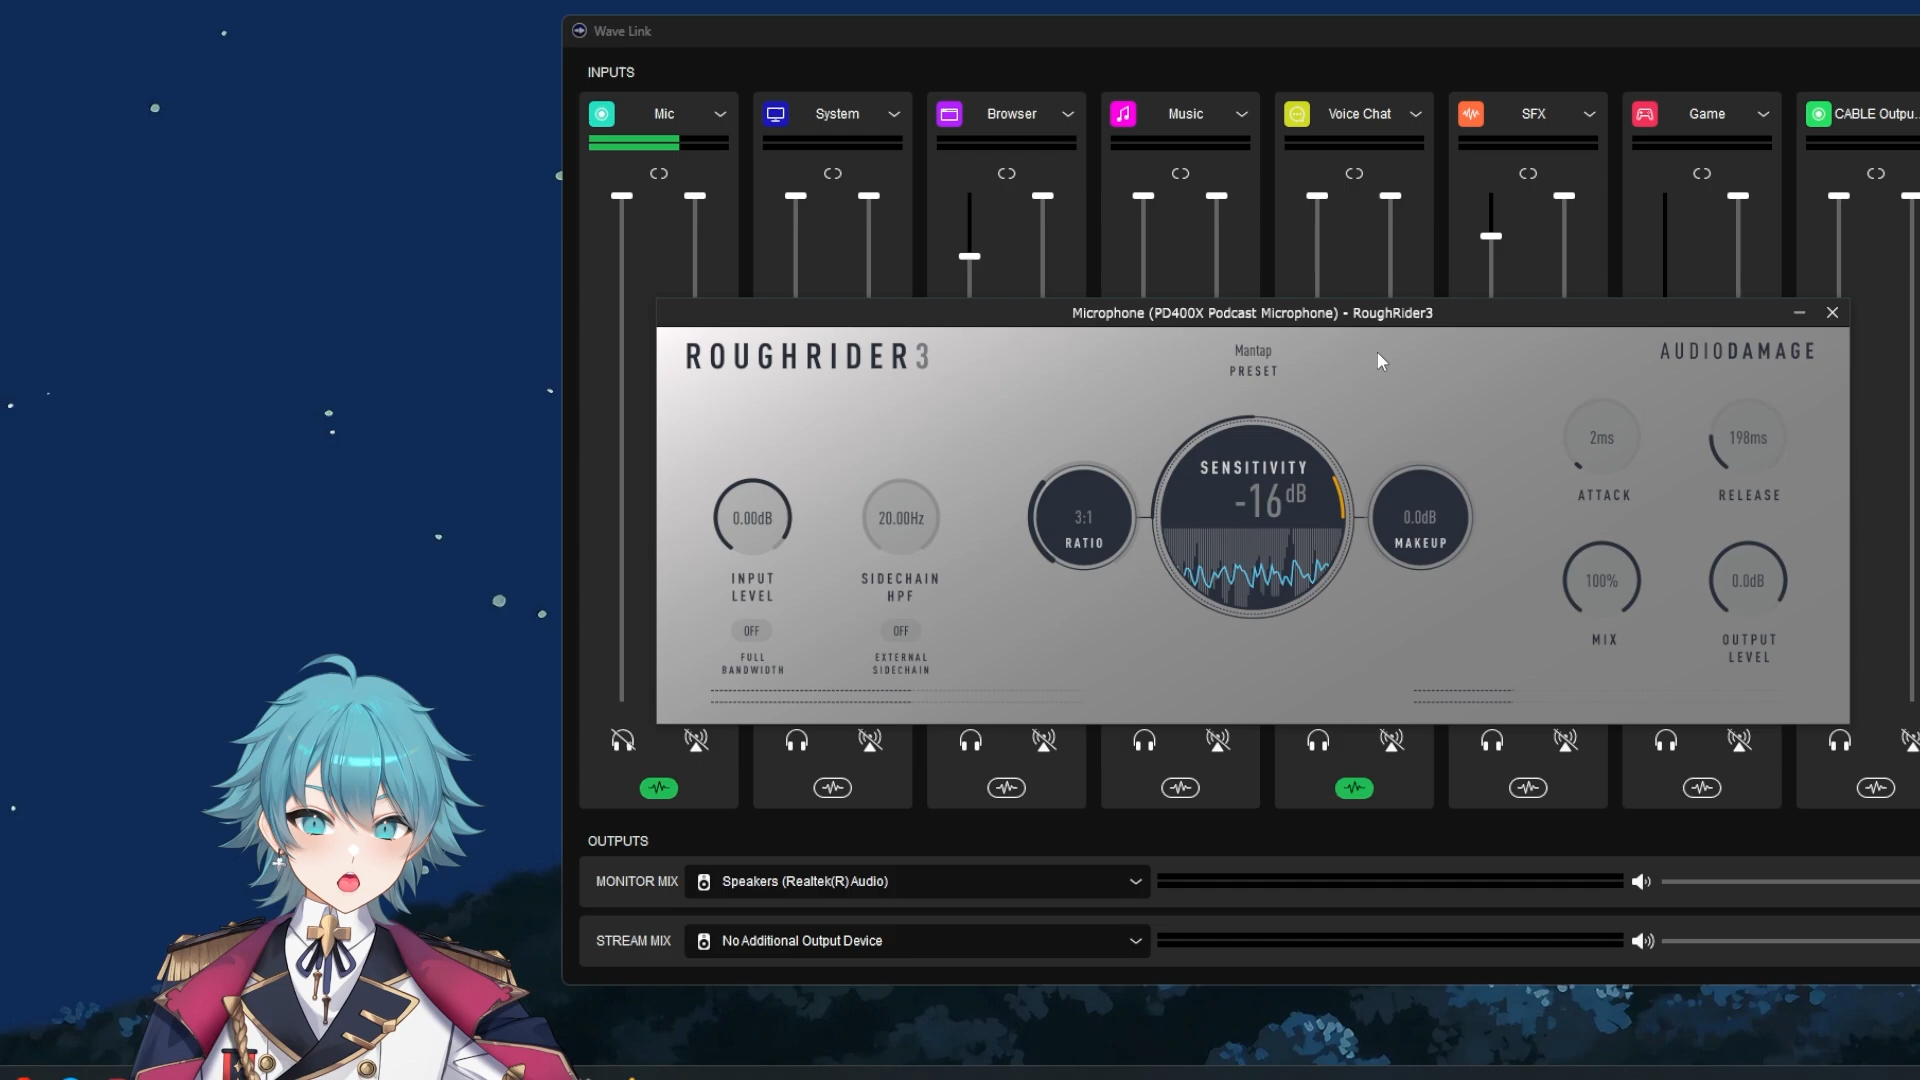 Wave Link
INPUTS
Mic
System
Browser
Music
Voice Chat
SFX
Game
CABLE Outpu...
Microphone (PD400X Podcast Microphone) - RoughRider3
ROUGHRIDER3
Mantap
PRESET
AUDIODAMAGE
2ms
ATTACK
198ms
RELEASE
SENSITIVITY
-16dB
0.00dB
INPUT
LEVEL
20.00Hz
SIDECHAIN
HPF
3:1
RATIO
0.0dB
MAKEUP
100%
MIX
0.0dB
OUTPUT
LEVEL
OFF
FULL
BANDWIDTH
OFF
EXTERNAL
SIDECHAIN
OUTPUTS
MONITOR MIX
Speakers (Realtek(R) Audio)
STREAM MIX
No Additional Output Device